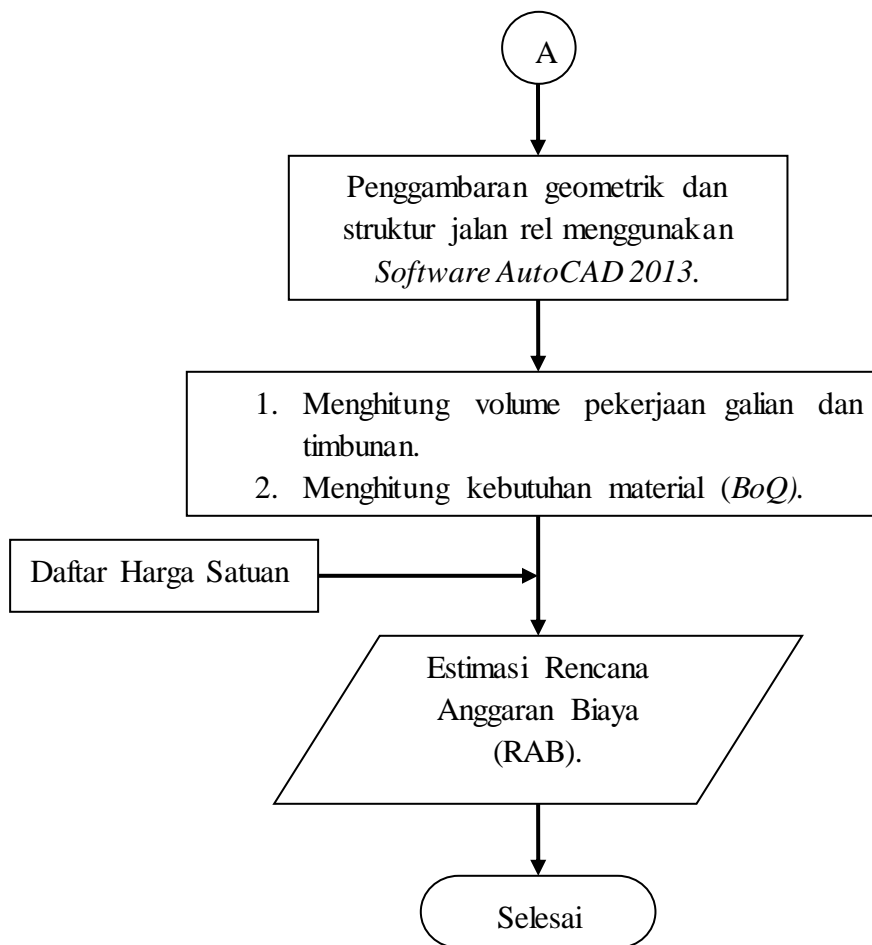 A
Penggambaran geometrik dan
struktur jalan rel menggunakan
Software AutoCAD 2013.
1. Menghitung volume pekerjaan galian dan
timbunan.
2. Menghitung kebutuhan material (BoQ).
Daftar Harga Satuan
Estimasi Rencana
Anggaran Biaya
(RAB).
Selesai